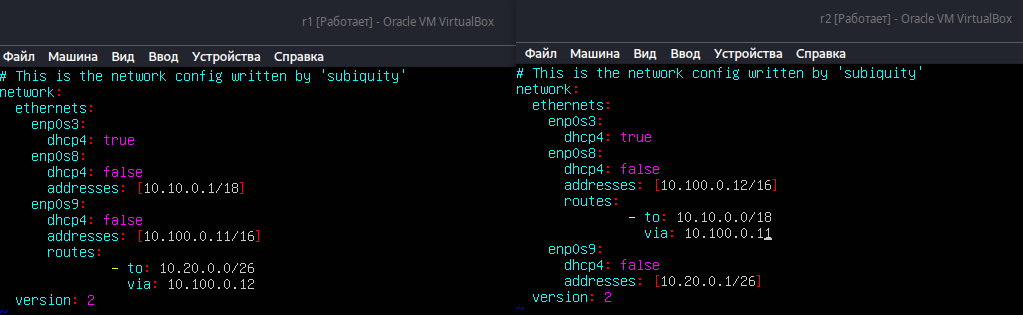 r1 [Работает] - Oracle VM VirtualBox
Файл Машина Вид Ввод Устройства Справка
# This is the network config written by 'subiquity'
network:
  ethernets:
    enp0s3:
      dhcp4: true
    enp0s8:
      dhcp4: false
      addresses: [10.10.0.1/18]
    enp0s9:
      dhcp4: false
      addresses: [10.100.0.11/16]
      routes:
              - to: 10.20.0.0/26
                via: 10.100.0.12
  version: 2
~
r2 [Работает] - Oracle VM VirtualBox
Файл Машина Вид Ввод Устройства Справка
# This is the network config written by 'subiquity'
network:
  ethernets:
    enp0s3:
      dhcp4: true
    enp0s8:
      dhcp4: false
      addresses: [10.100.0.12/16]
      routes:
              - to: 10.10.0.0/18
                via: 10.100.0.11
    enp0s9:
      dhcp4: false
      addresses: [10.20.0.1/26]
  version: 2
~